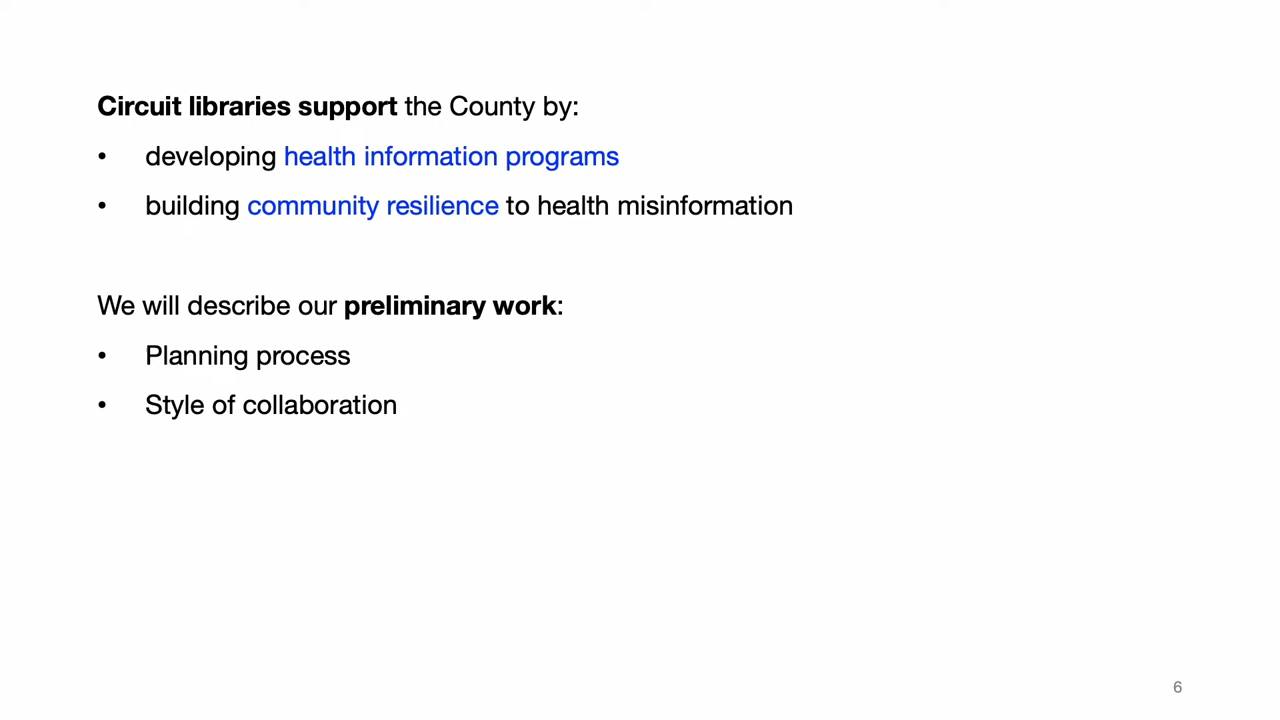 Circuit libraries support the County by:
• developing health information programs
• building community resilience to health misinformation
We will describe our preliminary work:
• Planning process
• Style of collaboration
6